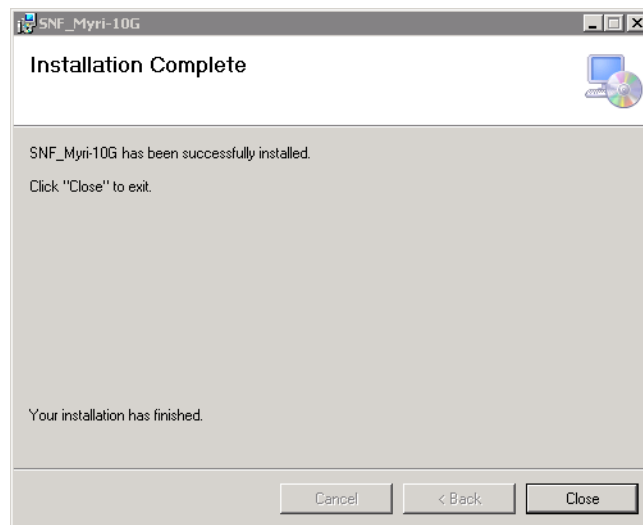 SNF_Myri-10G
Installation Complete
SNF_Myri-10G has been successfully installed.
Click "Close" to exit.
Your installation has finished.
Cancel
< Back
Close